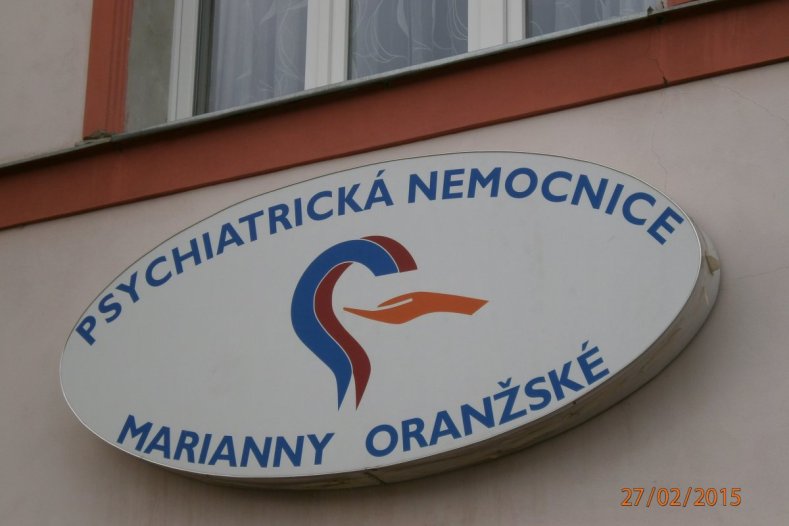 PSYCHIATRICKÁ NEMOCNICE
MARIANNY ORANŽSKÉ
27/02/2015